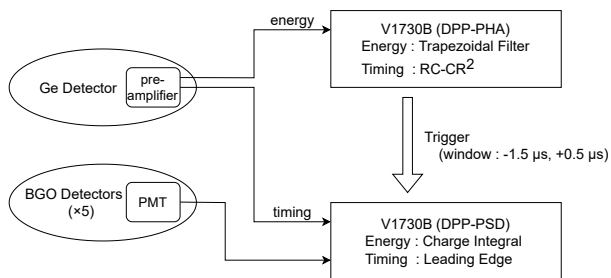 energy
V1730B (DPP-PHA)
Energy : Trapezoidal Filter
Timing : RC-CR²
Ge Detector
pre-
amplifier
Trigger
(window : -1.5 μs, +0.5 μs)
BGO Detectors
(×5)
PMT
timing
V1730B (DPP-PSD)
Energy : Charge Integral
Timing : Leading Edge